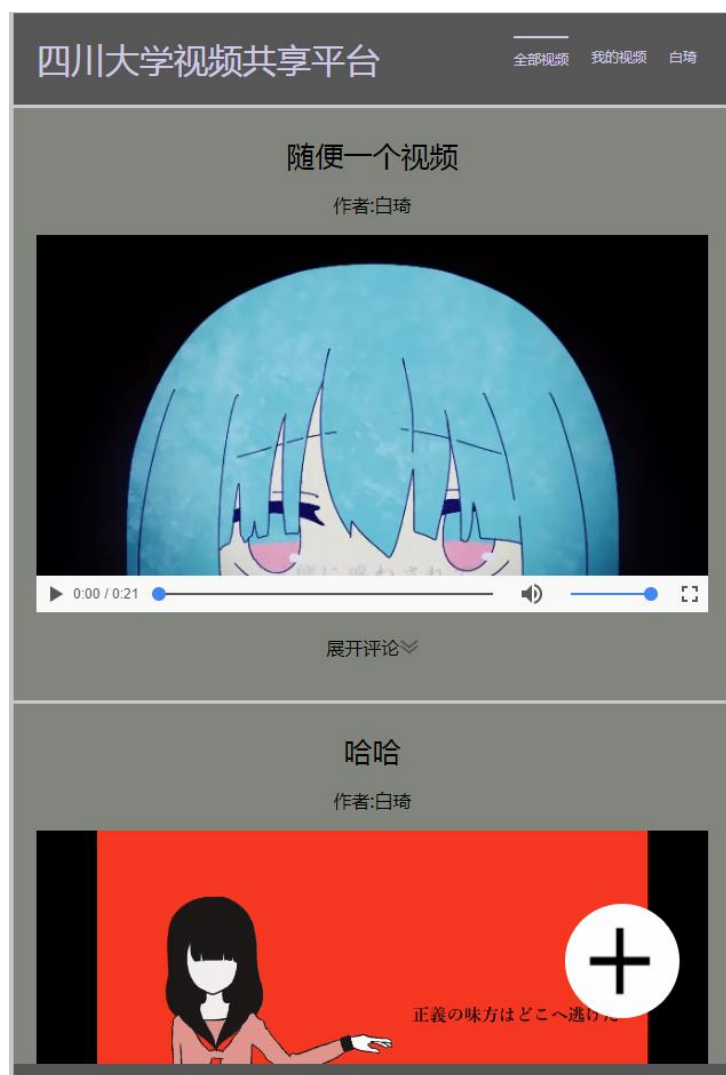 四川大学视频共享平台
全部视频 我的视频 白琦
随便一个视频
作者:白琦
0:00 / 0:21
展开评论
哈哈
作者:白琦
正義の味方はどこへ逃げた